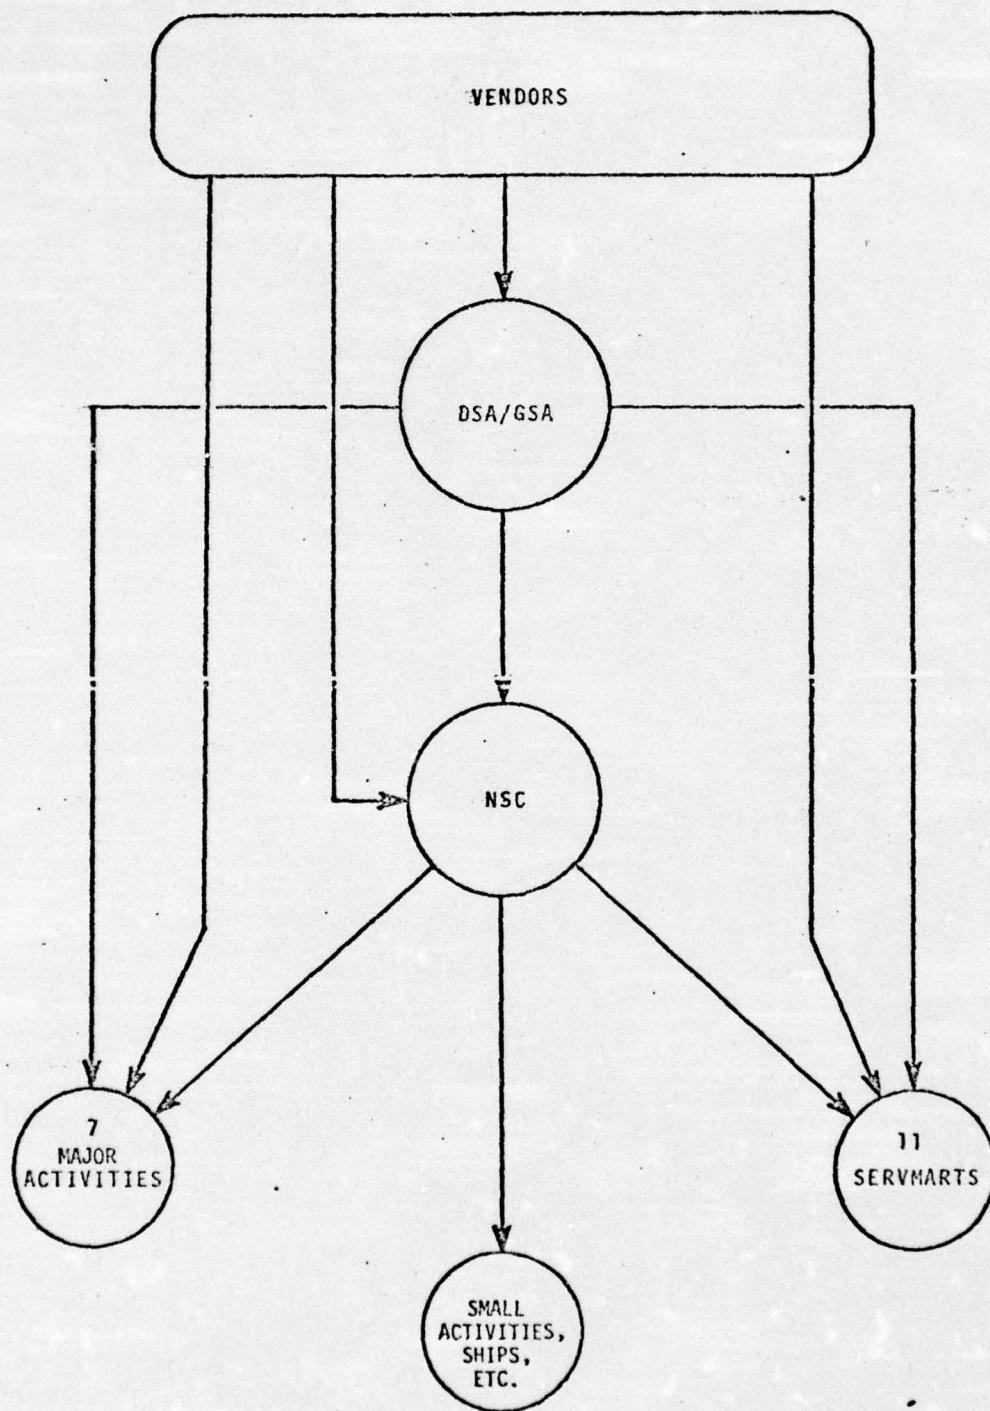 VENDORS
DSA/GSA
NSC
7
MAJOR
ACTIVITIES
11
SERVMARTS
SMALL
ACTIVITIES,
SHIPS,
ETC.